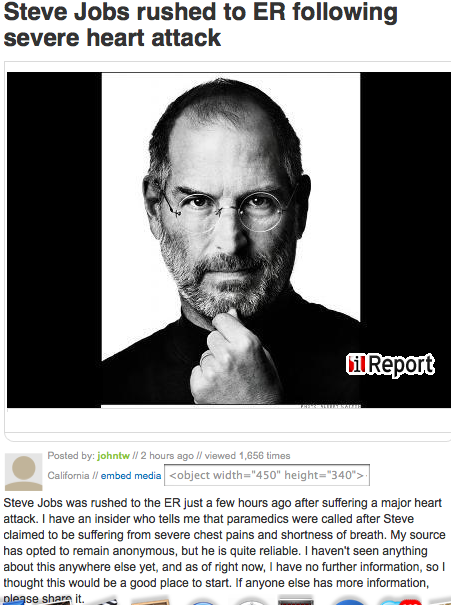 Steve Jobs rushed to ER following
severe heart attack
iReport
Posted by: johntw // 2 hours ago // viewed 1,656 times
California // embed media <object width="450" height="340">
Steve Jobs was rushed to the ER just a few hours ago after suffering a major heart
attack. I have an insider who tells me that paramedics were called after Steve
claimed to be suffering from severe chest pains and shortness of breath. My source
has opted to remain anonymous, but he is quite reliable. I haven't seen anything
about this anywhere else yet, and as of right now, I have no further information, so I
thought this would be a good place to start. If anyone else has more information,
please share it.